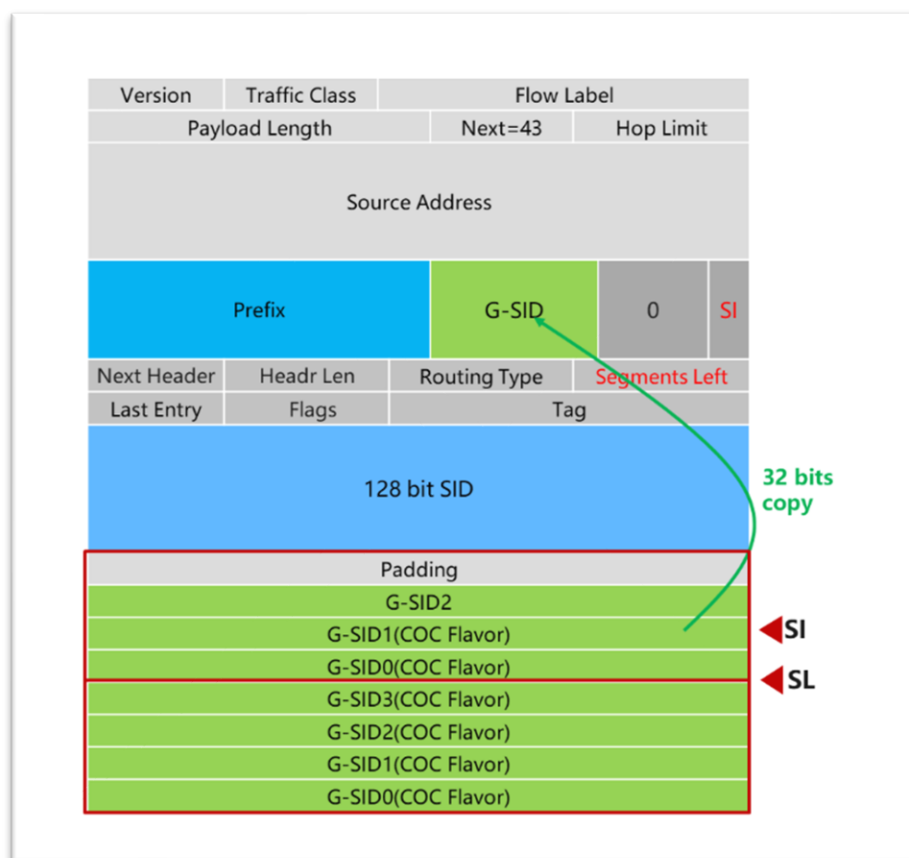 Version Traffic Class Flow Label
Payload Length Next=43 Hop Limit
Source Address
Prefix G-SID 0 SI
Next Header Headr Len Routing Type Segments Left
Last Entry Flags Tag
128 bit SID
32 bits
copy
Padding
G-SID2
G-SID1(COC Flavor) SI
G-SID0(COC Flavor)
SL
G-SID3(COC Flavor)
G-SID2(COC Flavor)
G-SID1(COC Flavor)
G-SID0(COC Flavor)